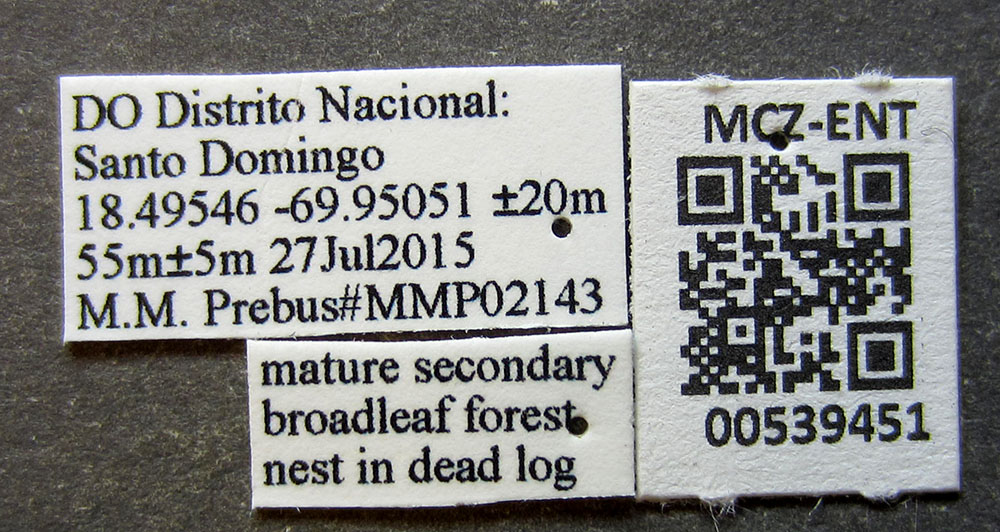 DO Distrito Nacional:
Santo Domingo
18.49546 -69.95051 ±20m
55m±5m 27Jul2015
M.M. Prebus#MMP02143
mature secondary
broadleaf forest
nest in dead log
MCZ-ENT
00539451